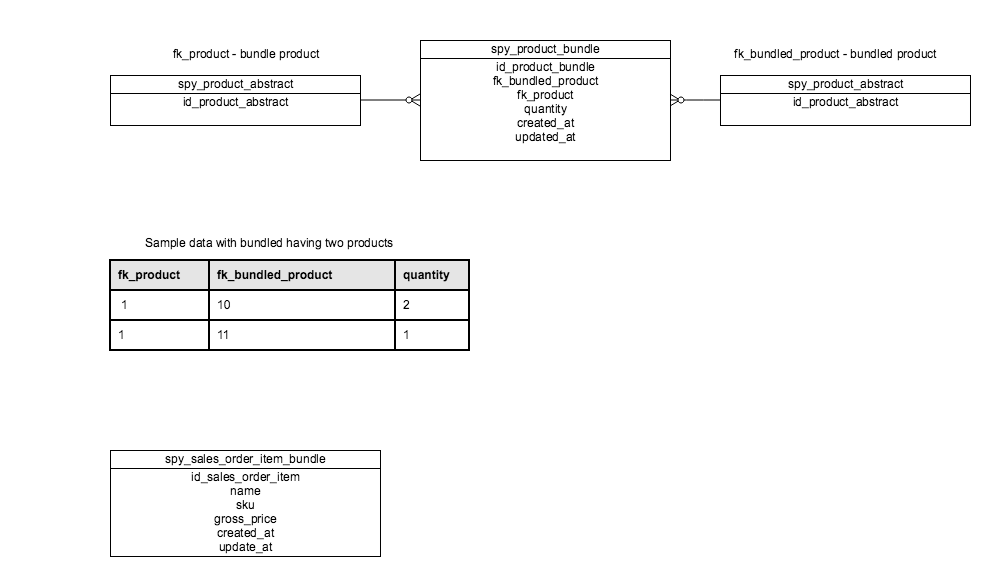 fk_product - bundle product
spy_product_abstract
id_product_abstract
spy_product_bundle
id_product_bundle
fk_bundled_product
fk_product
quantity
created_at
updated_at
fk_bundled_product - bundled product
spy_product_abstract
id_product_abstract
Sample data with bundled having two products
fk_product fk_bundled_product quantity
1 10 2
1 11 1
spy_sales_order_item_bundle
id_sales_order_item
name
sku
gross_price
created_at
update_at